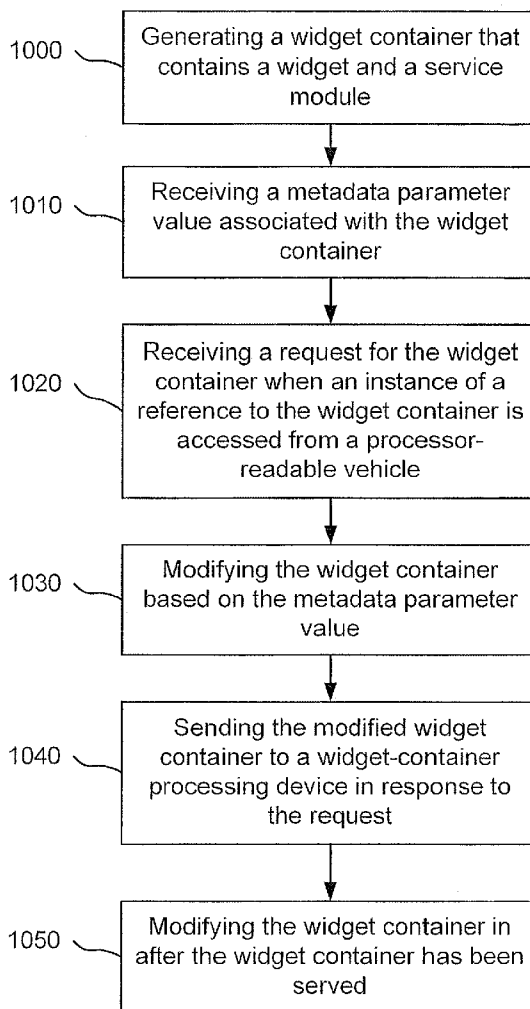 1000
Generating a widget container that
contains a widget and a service
module
1010
Receiving a metadata parameter
value associated with the widget
container
1020
Receiving a request for the widget
container when an instance of a
reference to the widget container is
accessed from a processor-
readable vehicle
1030
Modifying the widget container
based on the metadata parameter
value
1040
Sending the modified widget
container to a widget-container
processing device in response to
the request
1050
Modifying the widget container in
after the widget container has been
served